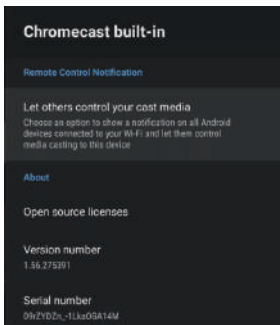 Chromecast built-in
Remote Control Notification
Let others control your cast media
Choose an option to show a notification on all Android
devices connected to your Wi-Fi and let them control
media casting to this device
About
Open source licenses
Version number
1.56.275391
Serial number